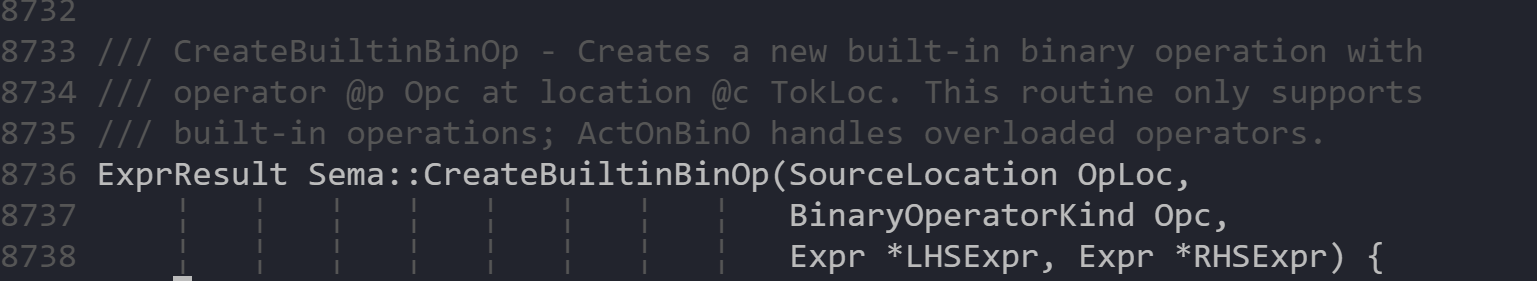 8732
8733 /// CreateBuiltinBinOp - Creates a new built-in binary operation with
8734 /// operator @p Opc at location @c TokLoc. This routine only supports
8735 /// built-in operations; ActOnBinO handles overloaded operators.
8736 ExprResult Sema::CreateBuiltinBinOp(SourceLocation OpLoc,
8737                                     BinaryOperatorKind Opc,
8738                                     Expr *LHSExpr, Expr *RHSExpr) {